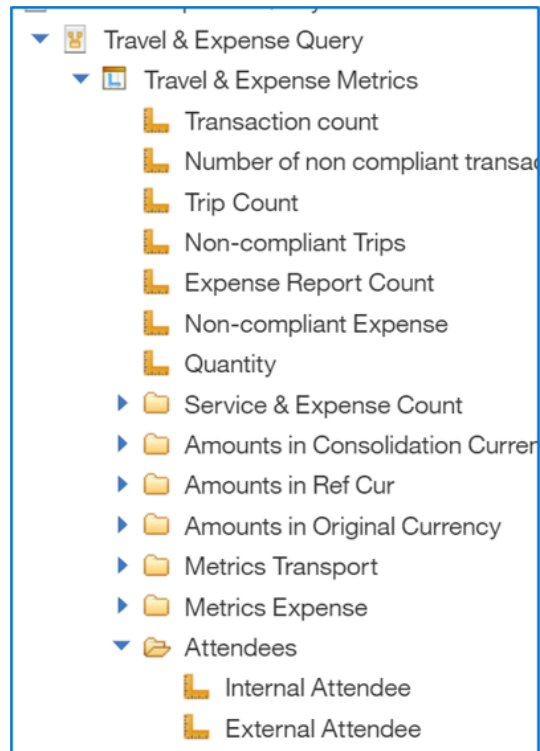 Travel & Expense Query
Travel & Expense Metrics
Transaction count
Number of non compliant
Trip Count
Non-compliant Trips
Expense Report Count
Non-compliant Expense
Quantity
Service & Expense Count
Amounts in Consolidation
Amounts in Ref Cur
Amounts in Original Currency
Metrics Transport
Metrics Expense
Attendees
Internal Attendee
External Attendee